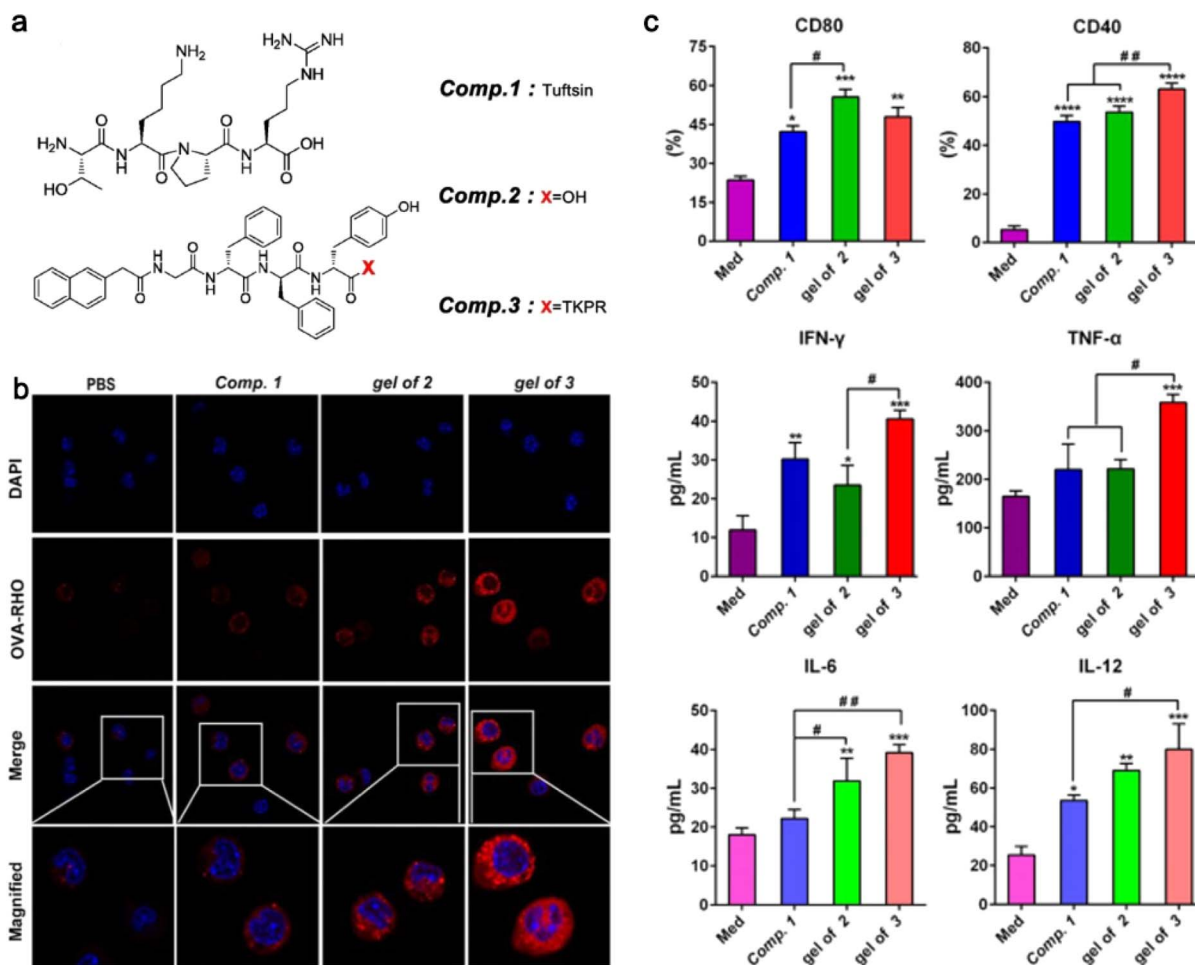 a
NH₂
H₂N NH
NH
H₂N
O
N
H
O
N
O
H
N
O
OH
HO
Comp.1 : Tuftsin
Comp.2 : X=OH
Comp.3 : X=TKPR
OH
O
H
N
O
N
H
O
H
N
O
H
N
O
X
b
PBS Comp. 1 gel of 2 gel of 3
DAPI
OVA-RHO
Merge
Magnified
c
CD80
(%)
75
60
45
30
15
0
#
*
***
**
Med Comp. 1 gel of 2 gel of 3
CD40
(%)
80
60
40
20
0
##
****
****
****
Med Comp. 1 gel of 2 gel of 3
IFN-γ
pg/mL
50
40
30
20
10
0
#
**
*
***
Med Comp. 1 gel of 2 gel of 3
TNF-α
pg/mL
400
300
200
100
0
#
***
Med Comp. 1 gel of 2 gel of 3
IL-6
pg/mL
50
40
30
20
10
0
##
#
**
***
Med Comp. 1 gel of 2 gel of 3
IL-12
pg/mL
100
80
60
40
20
0
#
*
**
***
Med Comp. 1 gel of 2 gel of 3